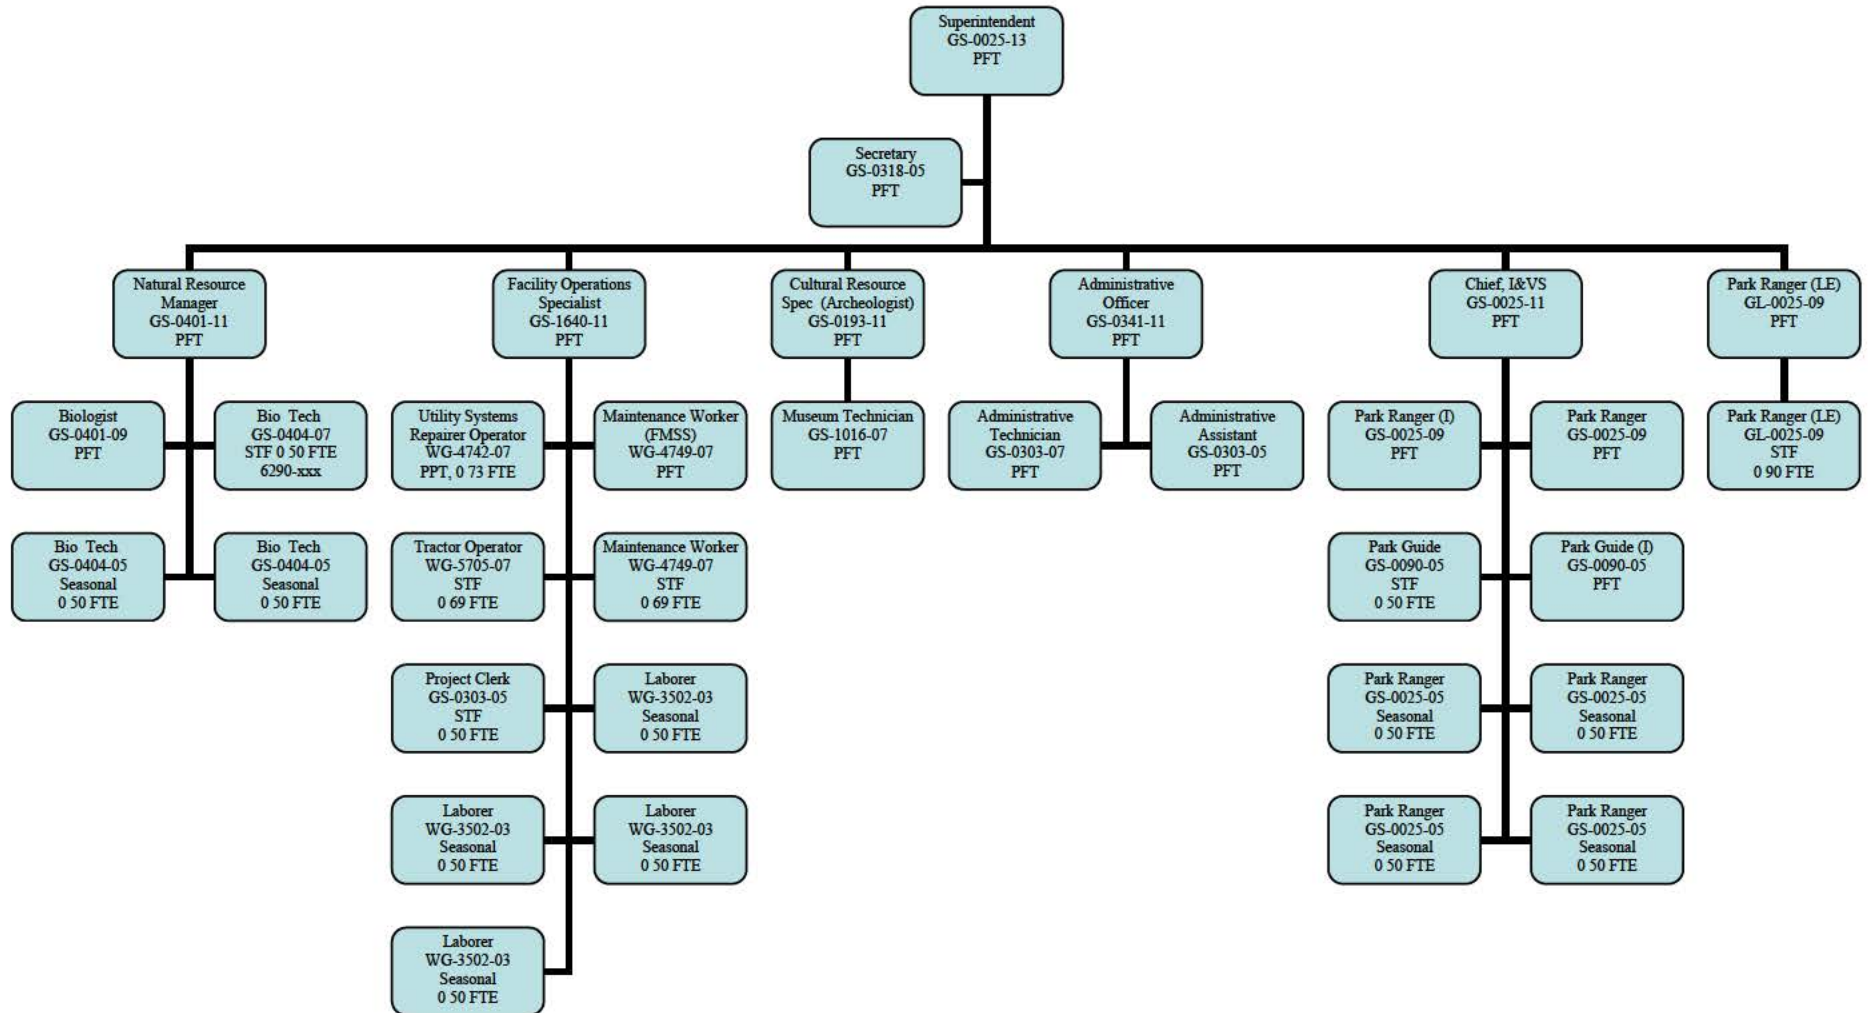 Superintendent
GS-0025-13
PFT
Secretary
GS-0318-05
PFT
Natural Resource
Manager
GS-0401-11
PFT
Facility Operations
Specialist
GS-1640-11
PFT
Cultural Resource
Spec (Archeologist)
GS-0193-11
PFT
Administrative
Officer
GS-0341-11
PFT
Chief, I&VS
GS-0025-11
PFT
Park Ranger (LE)
GL-0025-09
PFT
Biologist
GS-0401-09
PFT
Bio Tech
GS-0404-07
STF 0 50 FTE
6290-xxx
Utility Systems
Repairer Operator
WG-4742-07
PPT, 0 73 FTE
Maintenance Worker
(FMSS)
WG-4749-07
PFT
Museum Technician
GS-1016-07
PFT
Administrative
Technician
GS-0303-07
PFT
Administrative
Assistant
GS-0303-05
PFT
Park Ranger (I)
GS-0025-09
PFT
Park Ranger
GS-0025-09
PFT
Park Ranger (LE)
GL-0025-09
STF
0 90 FTE
Bio Tech
GS-0404-05
Seasonal
0 50 FTE
Bio Tech
GS-0404-05
Seasonal
0 50 FTE
Tractor Operator
WG-5705-07
STF
0 69 FTE
Maintenance Worker
WG-4749-07
STF
0 69 FTE
Park Guide
GS-0090-05
STF
0 50 FTE
Park Guide (I)
GS-0090-05
PFT
Project Clerk
GS-0303-05
STF
0 50 FTE
Laborer
WG-3502-03
Seasonal
0 50 FTE
Park Ranger
GS-0025-05
Seasonal
0 50 FTE
Park Ranger
GS-0025-05
Seasonal
0 50 FTE
Laborer
WG-3502-03
Seasonal
0 50 FTE
Laborer
WG-3502-03
Seasonal
0 50 FTE
Park Ranger
GS-0025-05
Seasonal
0 50 FTE
Park Ranger
GS-0025-05
Seasonal
0 50 FTE
Laborer
WG-3502-03
Seasonal
0 50 FTE